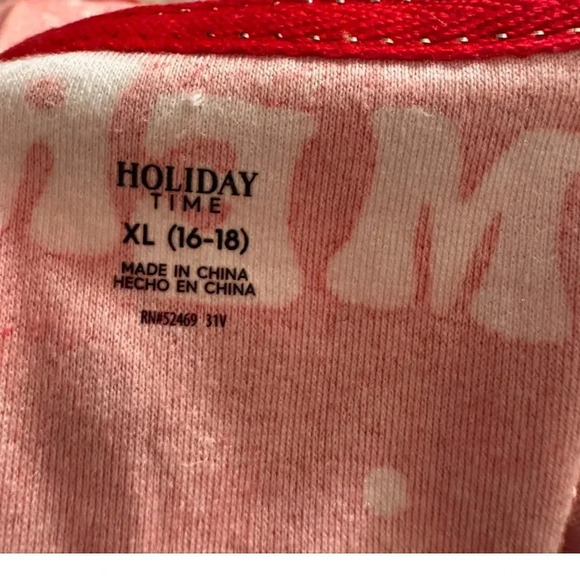 HOLIDAY
TIME
XL (16-18)
MADE IN CHINA
HECHO EN CHINA
RN#52469 31V